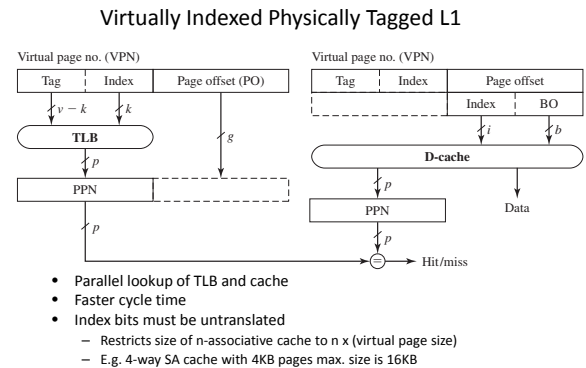 Virtually Indexed Physically Tagged L1
Virtual page no. (VPN)
Tag Index Page offset (PO)
v − k k
TLB
g
p
PPN
p
Virtual page no. (VPN)
Tag Index Page offset
Index BO
i b
D-cache
p
PPN Data
p
= Hit/miss
• Parallel lookup of TLB and cache
• Faster cycle time
• Index bits must be untranslated
– Restricts size of n-associative cache to n x (virtual page size)
– E.g. 4-way SA cache with 4KB pages max. size is 16KB